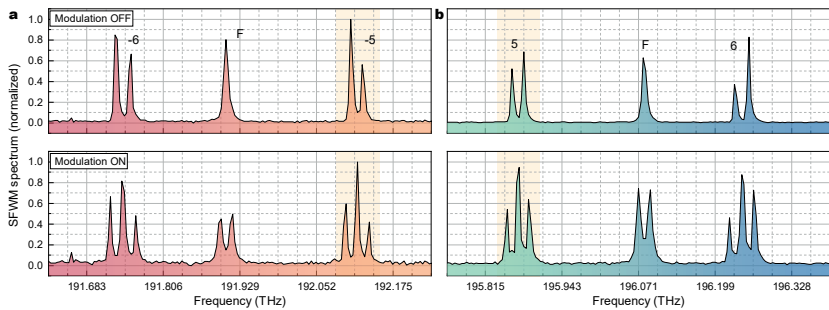 a
b
Modulation OFF
1.0
0.8
0.6
0.4
0.2
0.0
-6
F
-5
5
F
6
SFWM spectrum (normalized)
Modulation ON
1.0
0.8
0.6
0.4
0.2
0.0
191.683 191.806 191.929 192.052 192.175
Frequency (THz)
195.815 195.943 196.071 196.199 196.328
Frequency (THz)